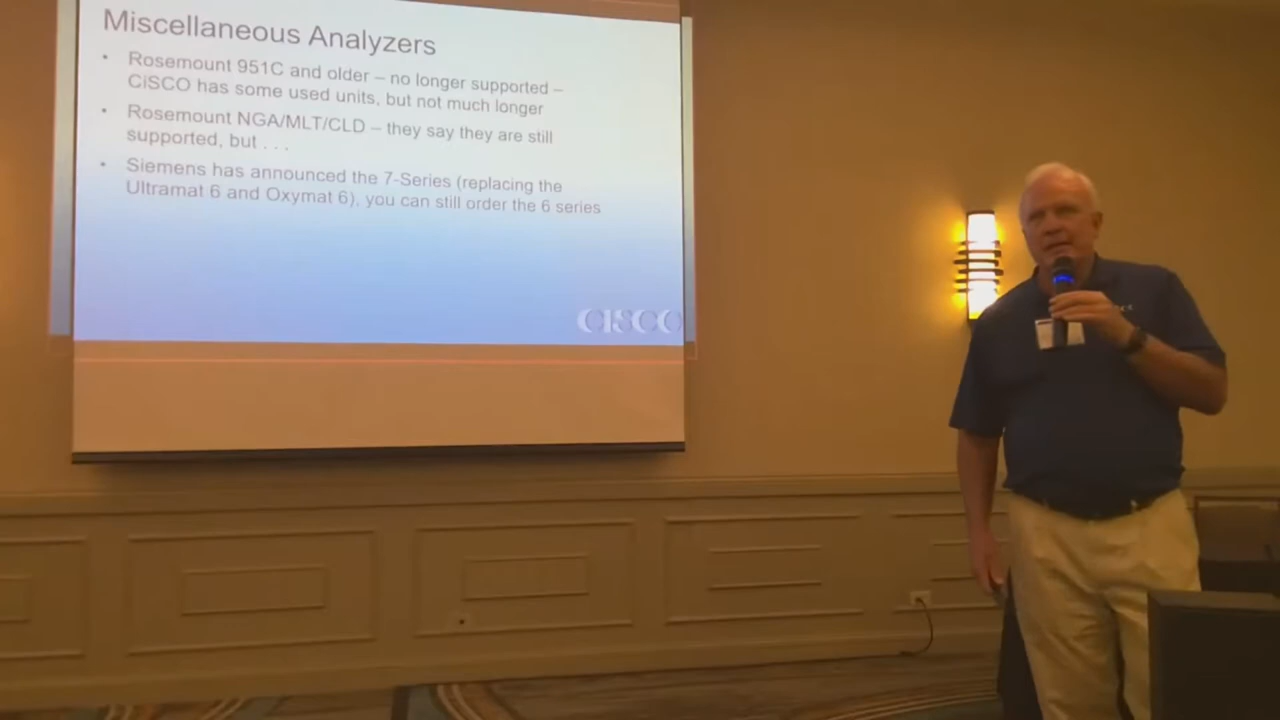 Miscellaneous Analyzers
• Rosemount 951C and older – no longer supported –
CiSCO has some used units, but not much longer
• Rosemount NGA/MLT/CLD – they say they are still
supported, but . . .
• Siemens has announced the 7-Series (replacing the
Ultramat 6 and Oxymat 6), you can still order the 6 series
CiSCO